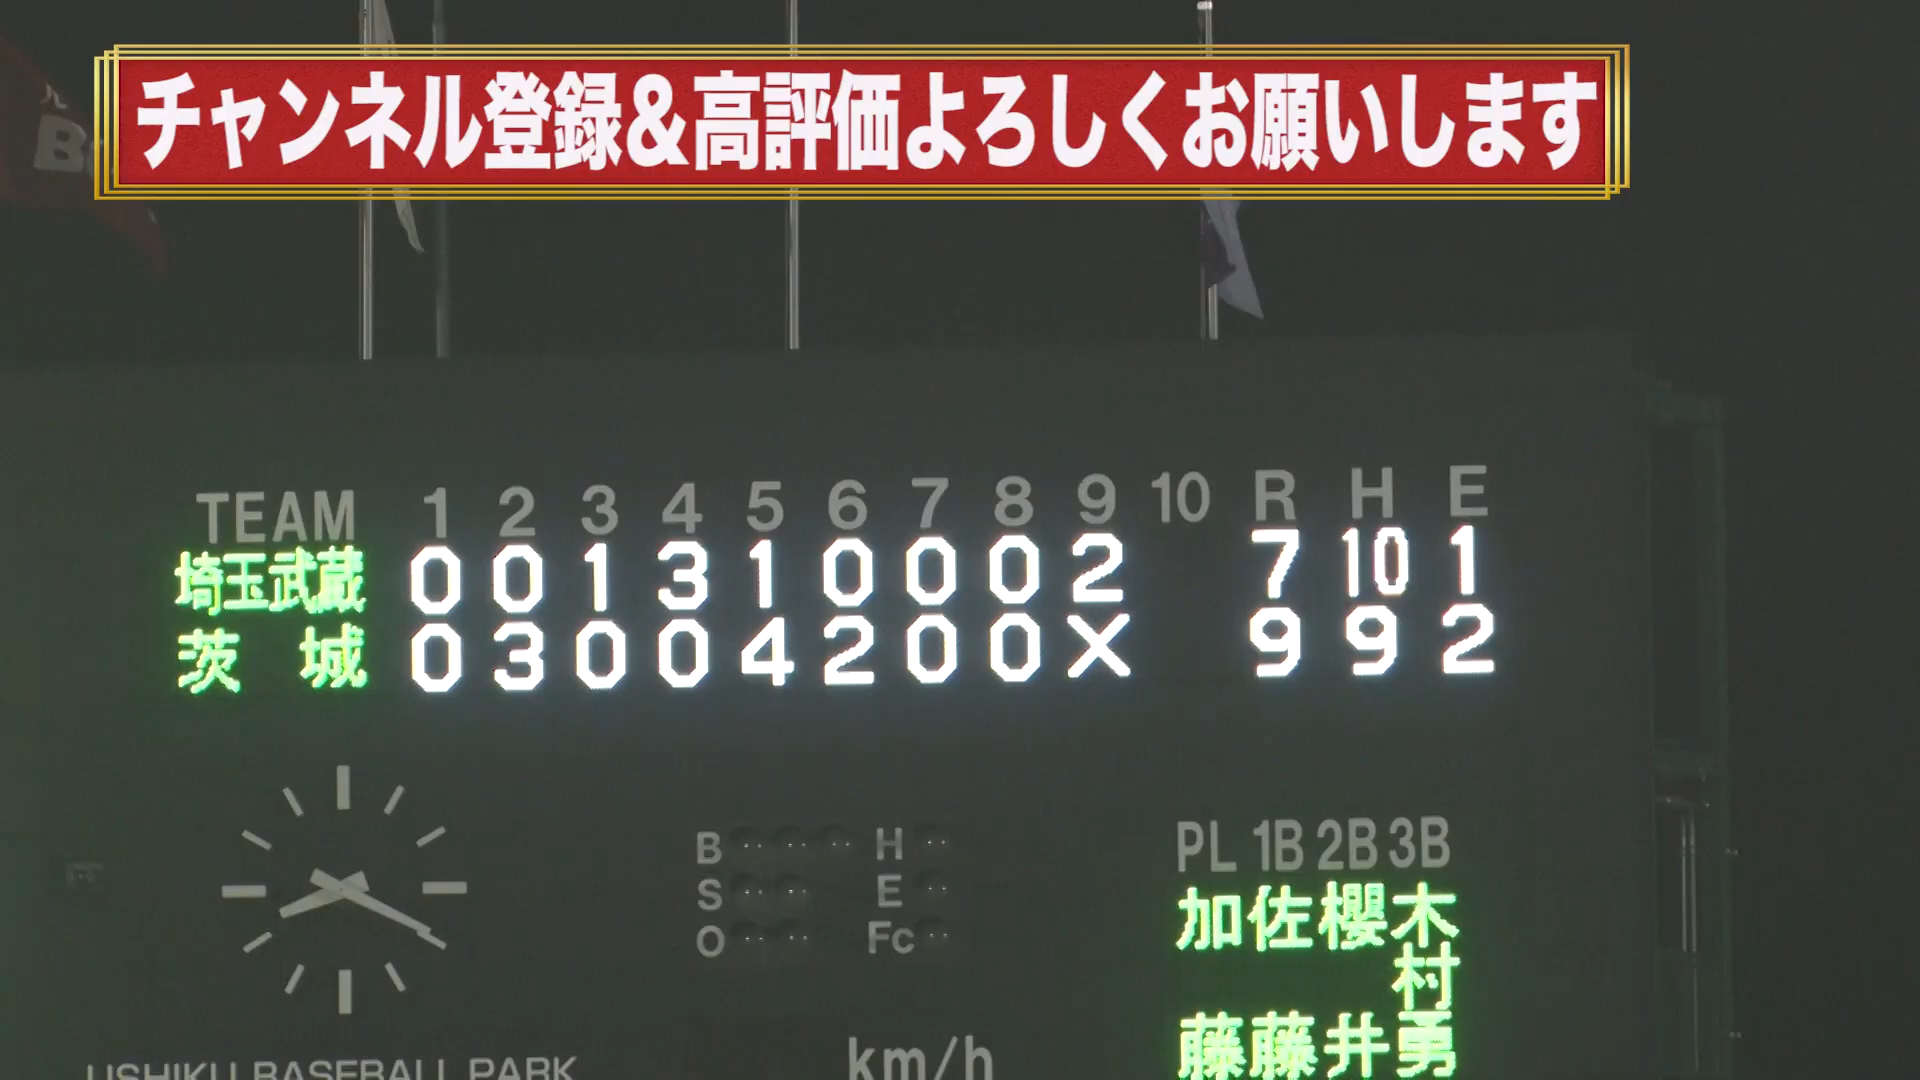 チャンネル登録&高評価よろしくお願いします
TEAM 1 2 3 4 5 6 7 8 9 10 R H E
埼玉武蔵 0 0 1 3 1 0 0 0 2 7 10 1
茨城 0 3 0 0 4 2 0 0 X 9 9 2
B H
S E
O Fc
PL 1B 2B 3B
加佐櫻木
村
藤藤井勇
USHIKU BASEBALL PARK
km/h